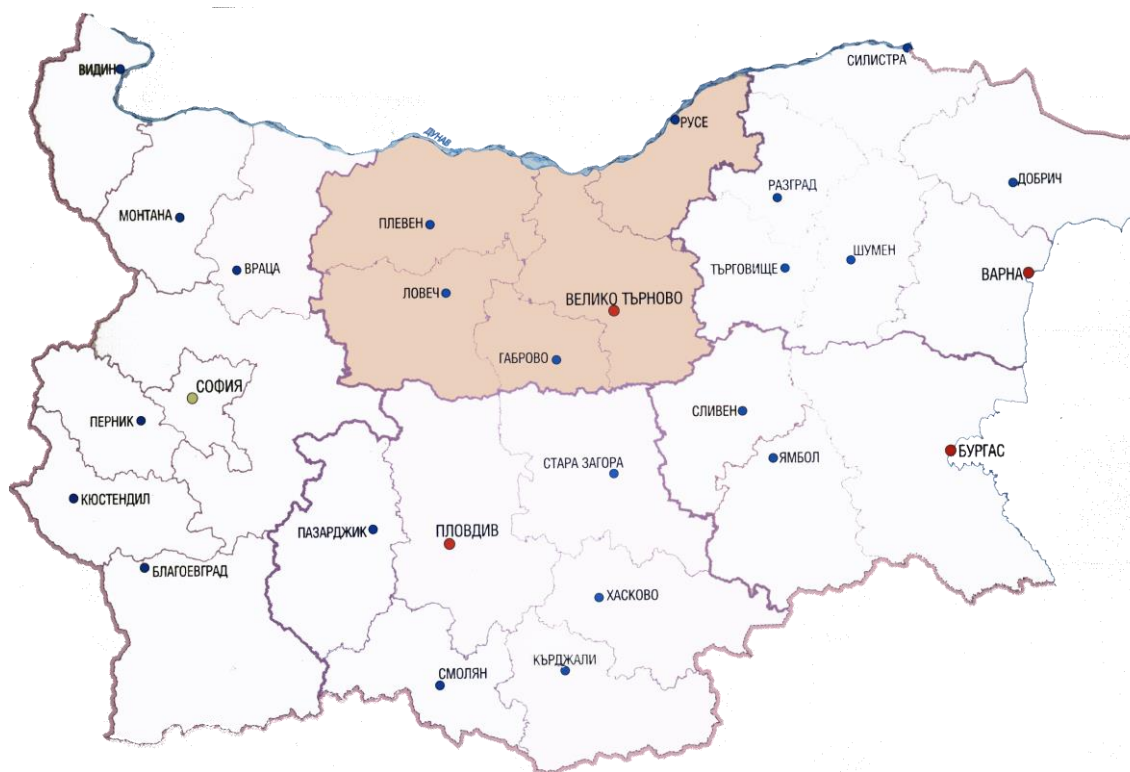 СИЛИСТРА
ВИДИН
РУСЕ
ДУНАВ
ДОБРИЧ
РАЗГРАД
МОНТАНА
ПЛЕВЕН
ШУМЕН
ВРАЦА
ТЪРГОВИЩЕ
ВАРНА
ЛОВЕЧ
ВЕЛИКО ТЪРНОВО
ГАБРОВО
СОФИЯ
СЛИВЕН
ПЕРНИК
БУРГАС
ЯМБОЛ
СТАРА ЗАГОРА
КЮСТЕНДИЛ
ПАЗАРДЖИК
ПЛОВДИВ
БЛАГОЕВГРАД
ХАСКОВО
КЪРДЖАЛИ
СМОЛЯН